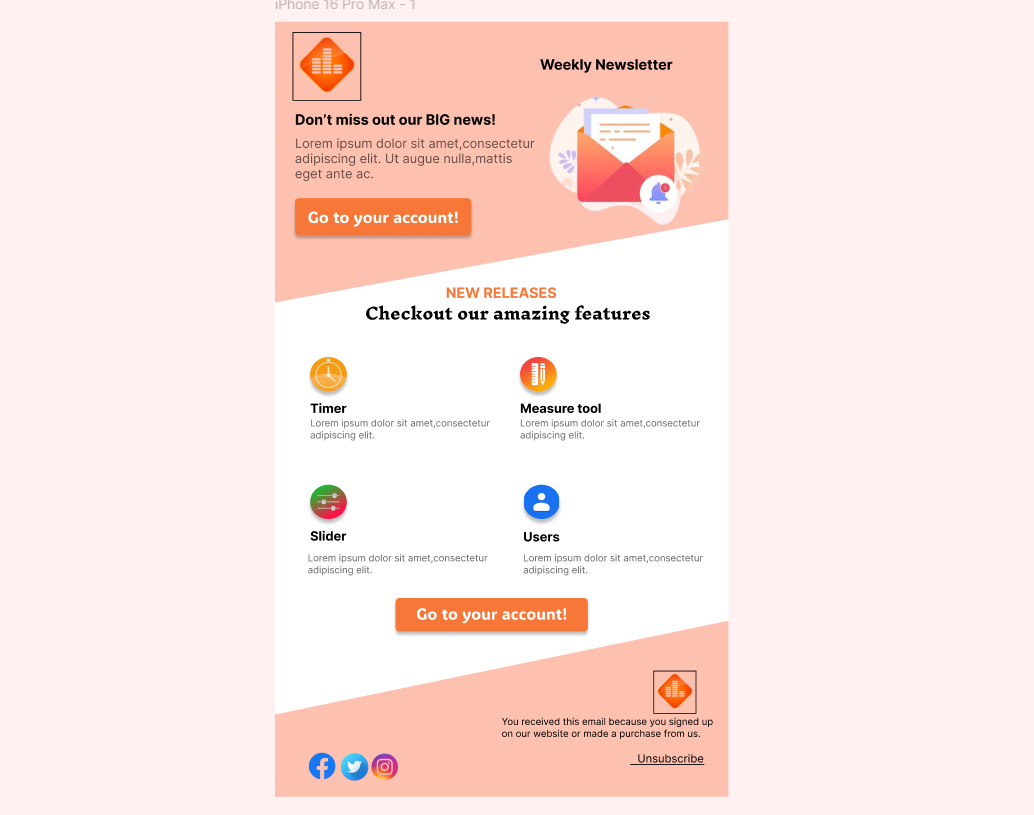 iPhone 16 Pro Max - 1
Weekly Newsletter
Don't miss out our BIG news!
Lorem ipsum dolor sit amet,consectetur
adipiscing elit. Ut augue nulla,mattis
eget ante ac.
Go to your account!
NEW RELEASES
Checkout our amazing features
Timer
Lorem ipsum dolor sit amet,consectetur
adipiscing elit.
Measure tool
Lorem ipsum dolor sit amet,consectetur
adipiscing elit.
Slider
Lorem ipsum dolor sit amet,consectetur
adipiscing elit.
Users
Lorem ipsum dolor sit amet,consectetur
adipiscing elit.
Go to your account!
You received this email because you signed up
on our website or made a purchase from us.
Unsubscribe